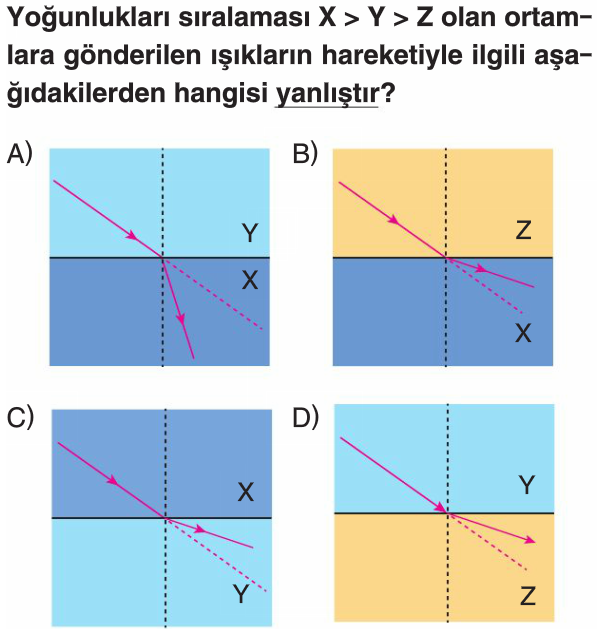 Yoğunlukları sıralaması X > Y > Z olan ortam-
lara gönderilen ışıkların hareketiyle ilgili aşa-
ğıdakilerden hangisi yanlıştır?
A)
Y
X
B)
Z
X
C)
X
Y
D)
Y
Z